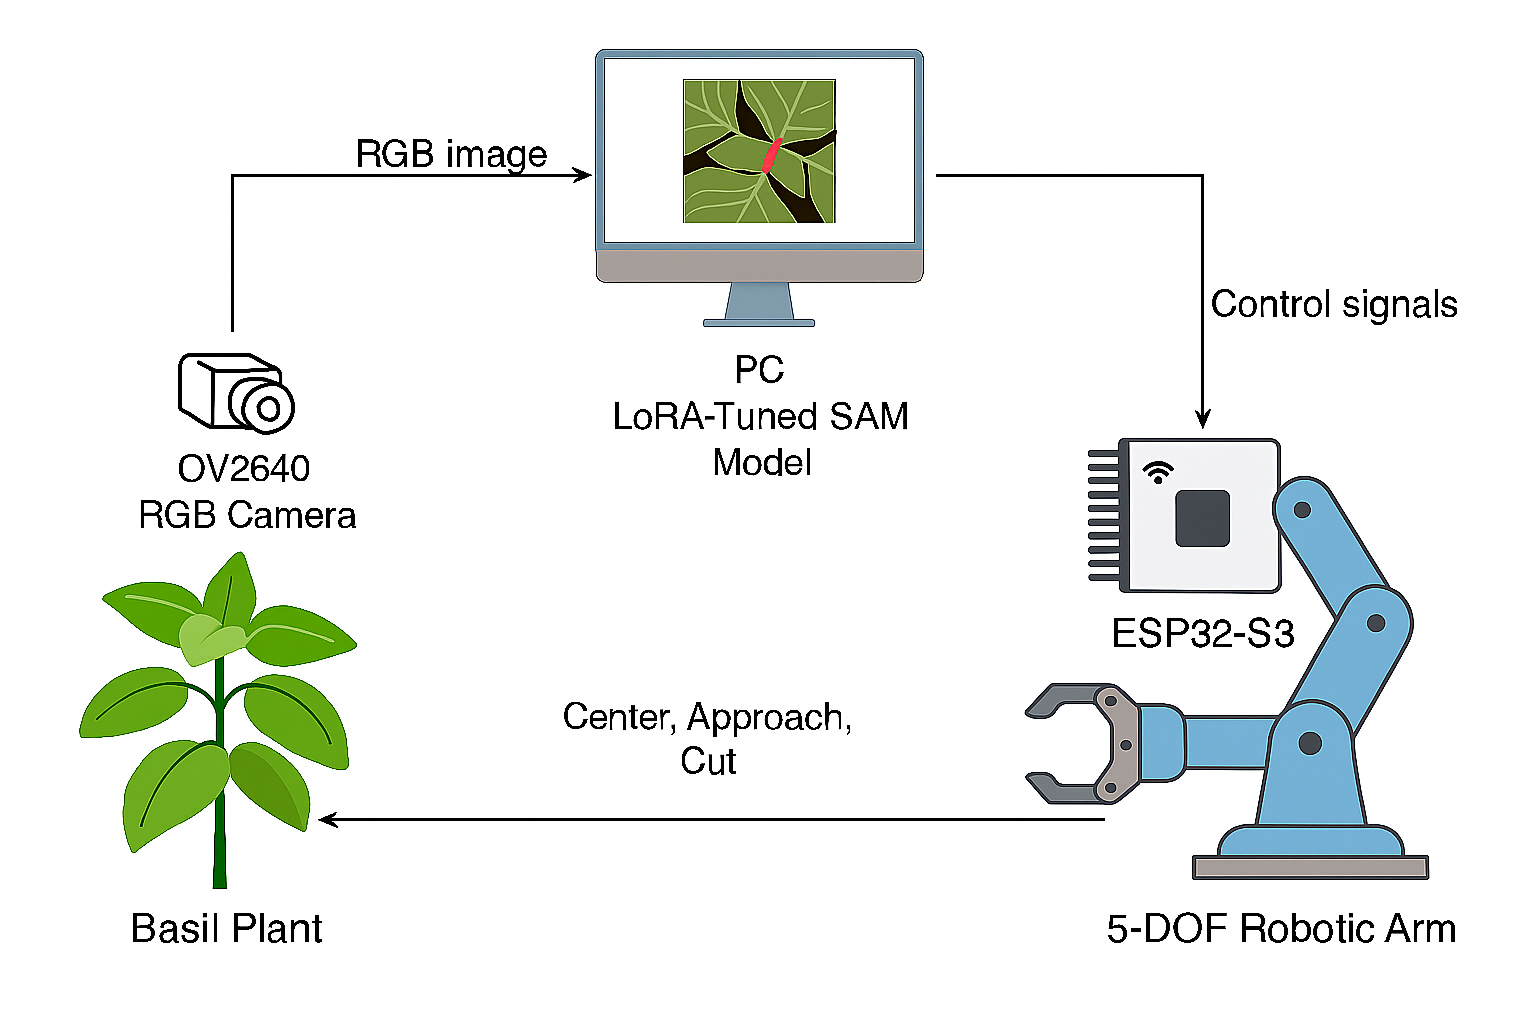 RGB image
PC
LoRA-Tuned SAM
Model
Control signals
OV2640
RGB Camera
ESP32-S3
Center, Approach,
Cut
Basil Plant
5-DOF Robotic Arm